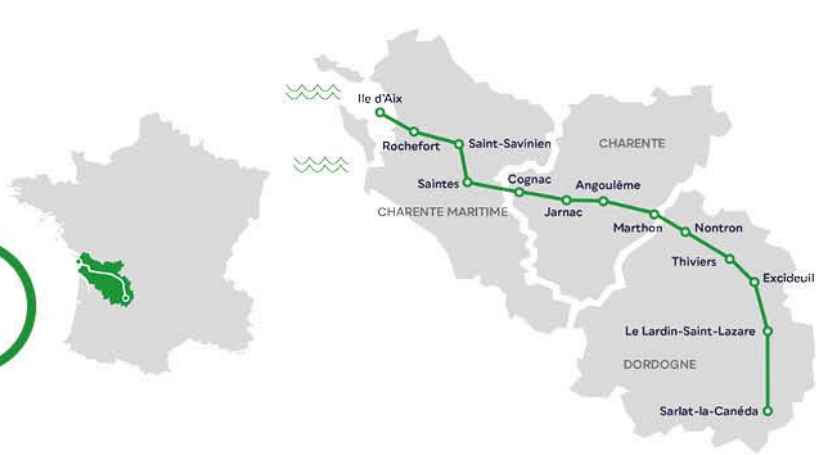 Ile d'Aix
Rochefort
Saint-Savinien
CHARENTE
Saintes
Cognac
Angoulême
CHARENTE MARITIME
Jarnac
Marthon
Nontron
Thiviers
Excideuil
Le Lardin-Saint-Lazare
DORDOGNE
Sarlat-la-Canéda